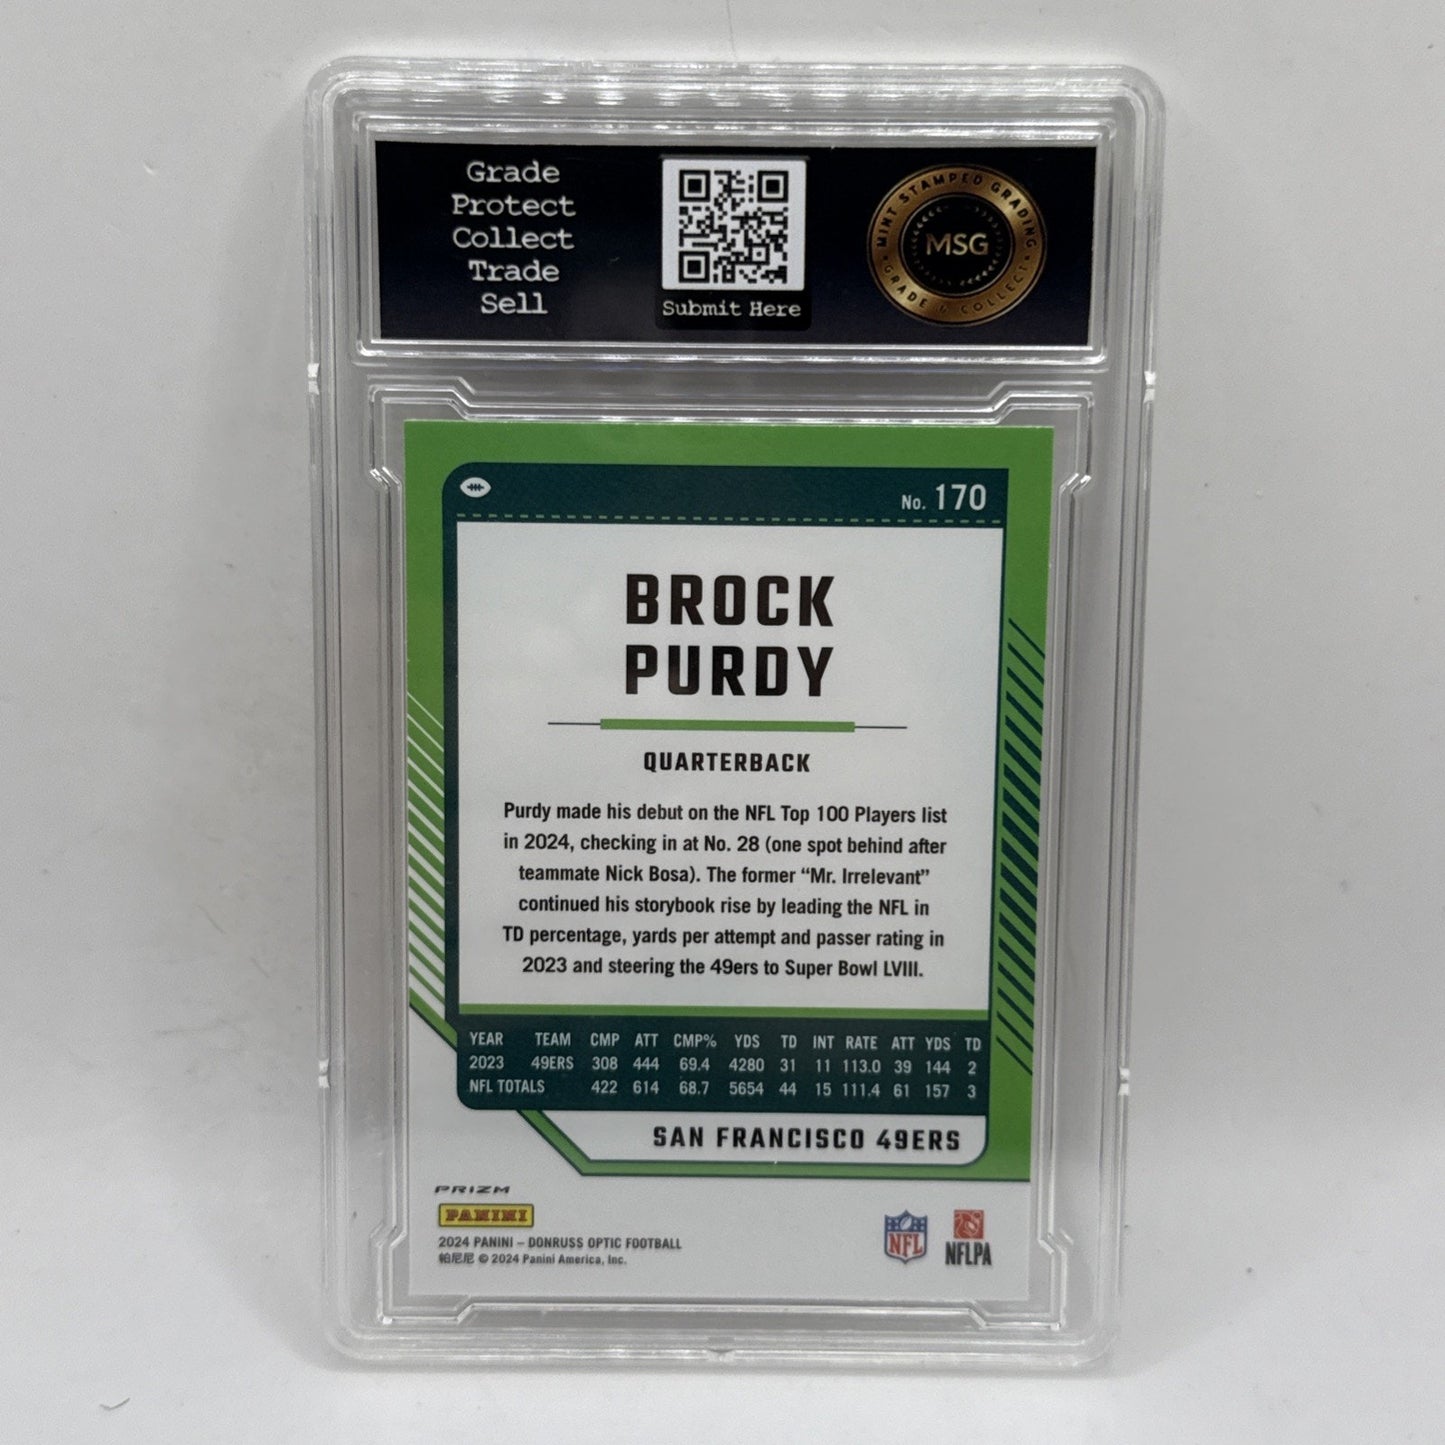 Grade
Protect
Collect
Trade
Sell
Submit Here
MINT STAMPED GRADING
MSG
GRADE & COLLECT
No. 170
BROCK
PURDY
QUARTERBACK
Purdy made his debut on the NFL Top 100 Players list
in 2024, checking in at No. 28 (one spot behind after
teammate Nick Bosa). The former “Mr. Irrelevant”
continued his storybook rise by leading the NFL in
TD percentage, yards per attempt and passer rating in
2023 and steering the 49ers to Super Bowl LVIII.
YEAR TEAM CMP ATT CMP% YDS TD INT RATE ATT YDS TD
2023 49ERS 308 444 69.4 4280 31 11 113.0 39 144 2
NFL TOTALS 422 614 68.7 5654 44 15 111.4 61 157 3
SAN FRANCISCO 49ERS
PRIZM
PANINI
2024 PANINI – DONRUSS OPTIC FOOTBALL
帕尼尼 © 2024 Panini America, Inc.
NFL
NFLPA